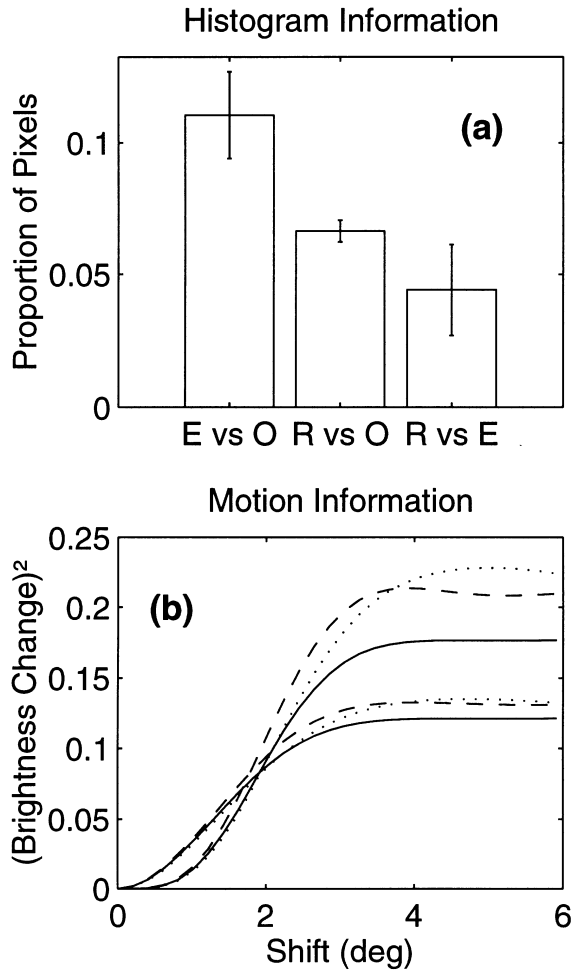 Histogram Information
Proportion of Pixels
(a)
0.1
0.05
0
E vs O R vs O R vs E
Motion Information
(Brightness Change)²
(b)
0.25
0.2
0.15
0.1
0.05
0
0 2 4 6
Shift (deg)